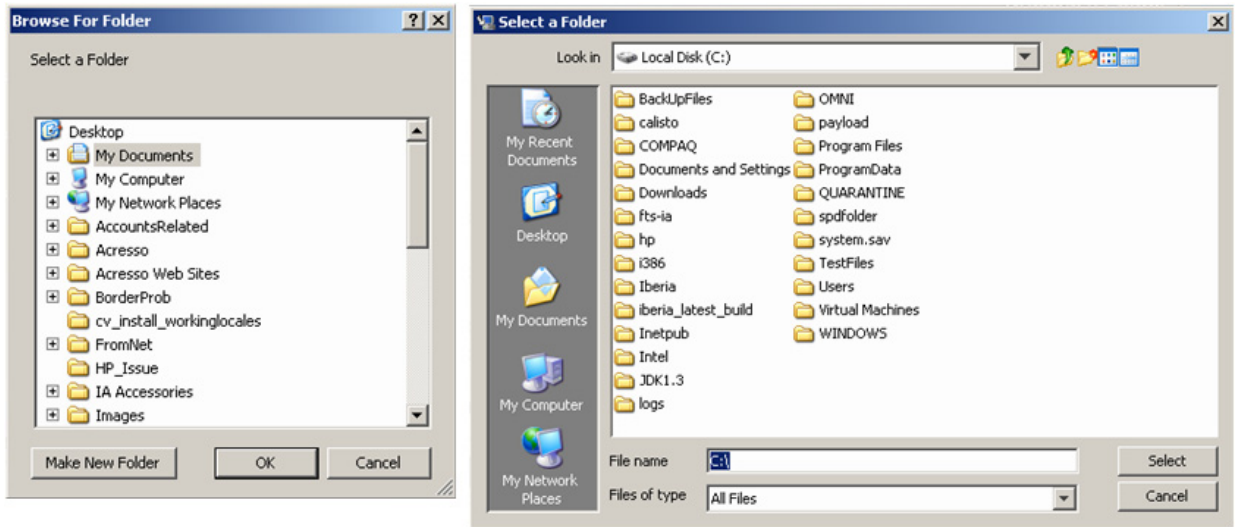 Browse For Folder
Select a Folder
Desktop
My Documents
My Computer
My Network Places
AccountsRelated
Acresso
Acresso Web Sites
BorderProb
cv_install_workinglocales
FromNet
HP_Issue
IA Accessories
Images
Make New Folder
OK
Cancel
Select a Folder
Look in
Local Disk (C:)
My Recent
Documents
Desktop
My Documents
My Computer
My Network
Places
BackUpFiles
calisto
COMPAQ
Documents and Settings
Downloads
fts-ia
hp
i386
Iberia
iberia_latest_build
Inetpub
Intel
JDK1.3
logs
OMNI
payload
Program Files
ProgramData
QUARANTINE
spdfolder
system.sav
TestFiles
Users
Virtual Machines
WINDOWS
File name
C:\
Select
Files of type
All Files
Cancel